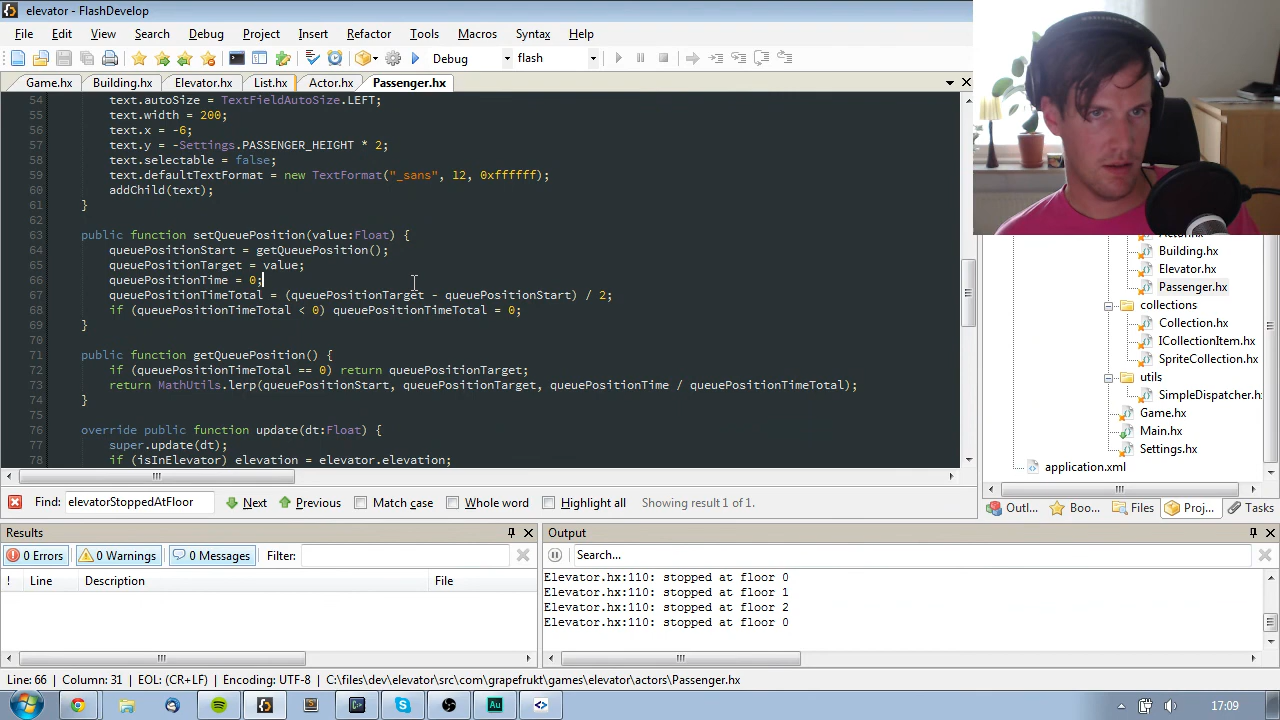 elevator - FlashDevelop
File Edit View Search Debug Project Insert Refactor Tools Macros Syntax Help
Debug flash
Game.hx Building.hx Elevator.hx List.hx Actor.hx Passenger.hx
54 text.autoSize = TextFieldAutoSize.LEFT;
55 text.width = 200;
56 text.x = -6;
57 text.y = -Settings.PASSENGER_HEIGHT * 2;
58 text.selectable = false;
59 text.defaultTextFormat = new TextFormat("_sans", 12, 0xffffff);
60 addChild(text);
61 }
62
63 public function setQueuePosition(value:Float) {
64 queuePositionStart = getQueuePosition();
65 queuePositionTarget = value;
66 queuePositionTime = 0;
67 queuePositionTimeTotal = (queuePositionTarget - queuePositionStart) / 2;
68 if (queuePositionTimeTotal < 0) queuePositionTimeTotal = 0;
69 }
70
71 public function getQueuePosition() {
72 if (queuePositionTimeTotal == 0) return queuePositionTarget;
73 return MathUtils.lerp(queuePositionStart, queuePositionTarget, queuePositionTime / queuePositionTimeTotal);
74 }
75
76 override public function update(dt:Float) {
77 super.update(dt);
78 if (isInElevator) elevation = elevator.elevation;
Building.hx
Elevator.hx
Passenger.hx
collections
Collection.hx
ICollectionItem.hx
SpriteCollection.hx
utils
SimpleDispatcher.hx
Game.hx
Main.hx
Settings.hx
application.xml
Outl... Boo... Files Proj... Tasks
Find: elevatorStoppedAtFloor Next Previous Match case Whole word Highlight all Showing result 1 of 1.
Results
0 Errors 0 Warnings 0 Messages Filter:
! Line Description File
Output
Search...
Elevator.hx:110: stopped at floor 0
Elevator.hx:110: stopped at floor 1
Elevator.hx:110: stopped at floor 2
Elevator.hx:110: stopped at floor 0
Line: 66 Column: 31 EOL: (CR+LF) Encoding: UTF-8 C:\files\dev\elevator\src\com\grapefrukt\games\elevator\actors\Passenger.hx
17:09